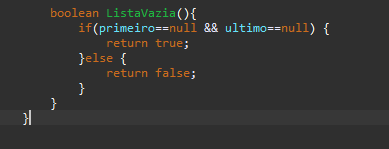 boolean ListaVazia(){
if(primeiro==null && ultimo==null) {
return true;
}else {
return false;
}
}
}